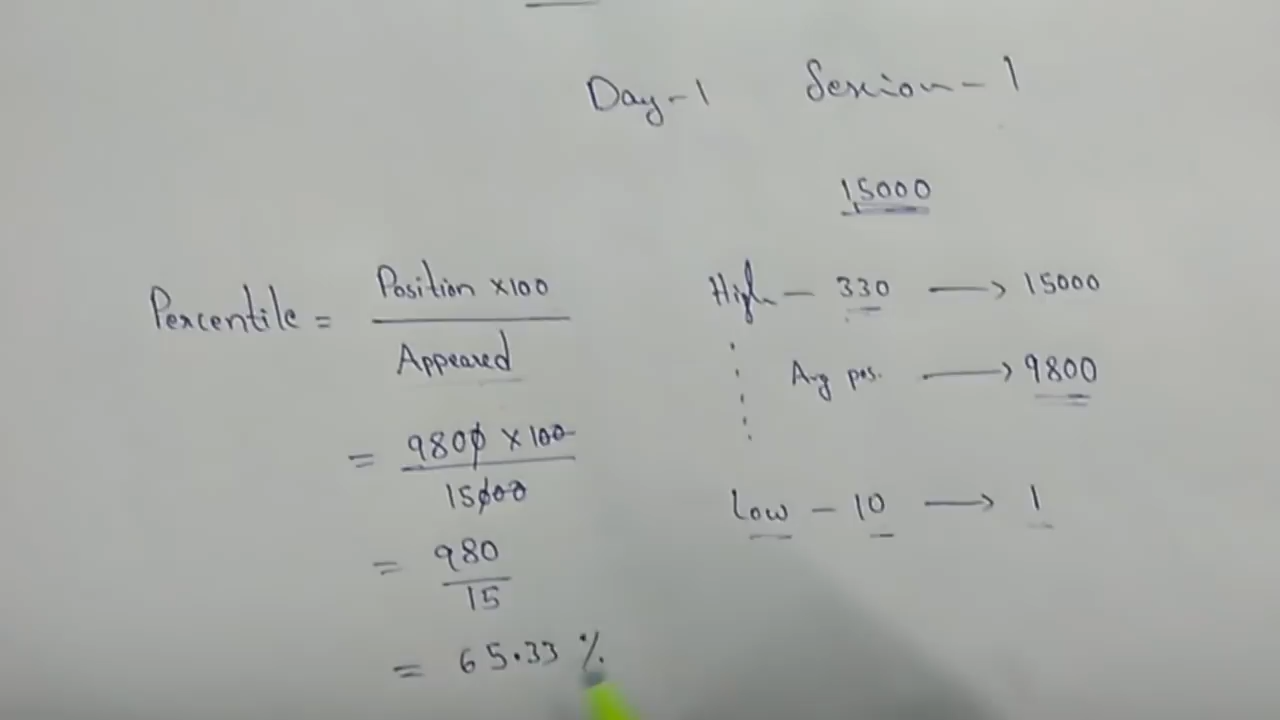 Day-1 Session-1
15000
Percentile = Position ×100
Appeared
= 9800 ×100
15000
= 980
15
= 65.33 %
High - 330 → 15000
Avg pos. → 9800
Low - 10 → 1